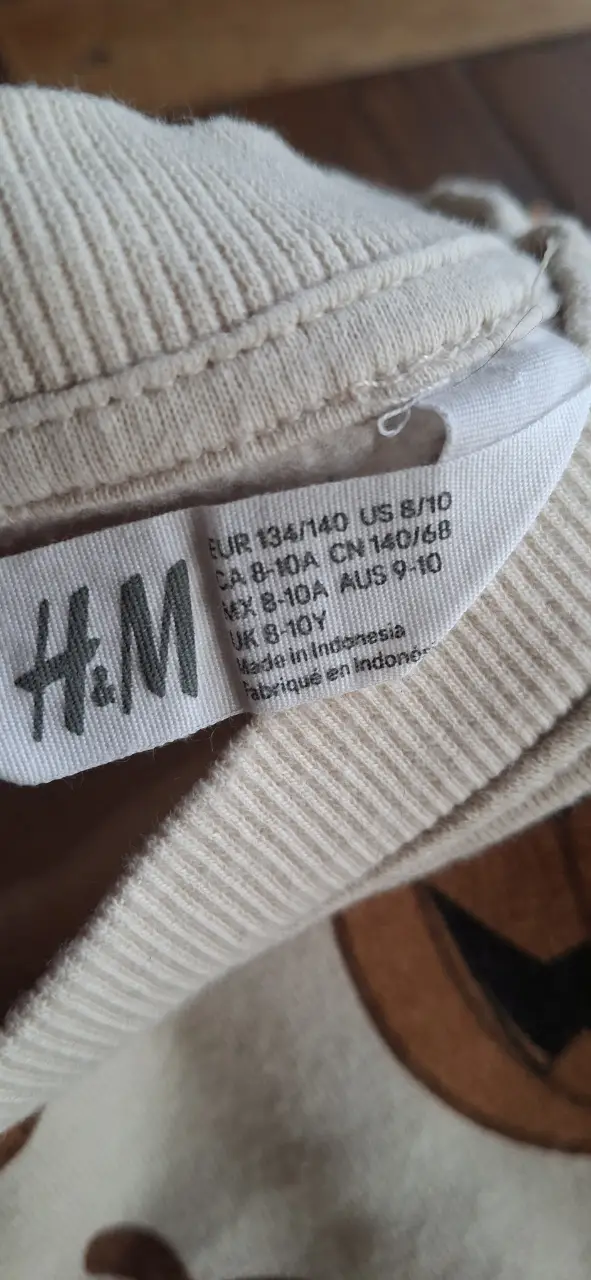 H&M
EUR 134/140 US 8/10
CA 8-10A CN 140/68
MX 8-10A AUS 9-10
UK 8-10Y
Made in Indonesia
Fabriqué en